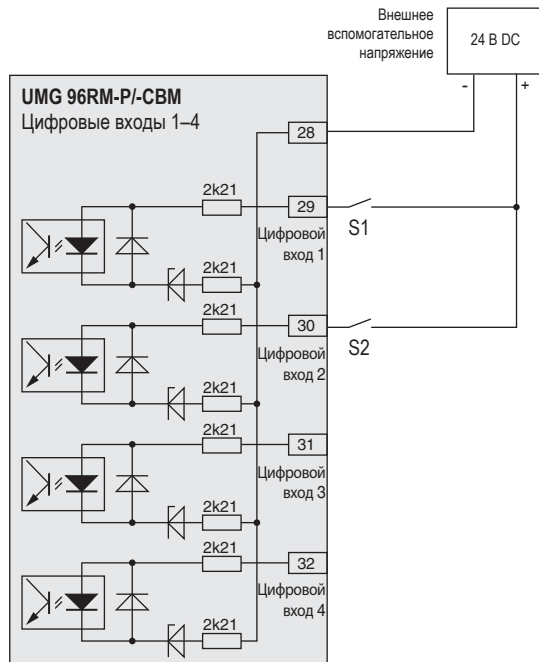 Внешнее
вспомогательное
напряжение
24 В DC
- +
UMG 96RM-P/-CBM
Цифровые входы 1–4
28
2k21
29
S1
Цифровой
вход 1
2k21
2k21
30
S2
Цифровой
вход 2
2k21
2k21
31
Цифровой
вход 3
2k21
2k21
32
Цифровой
вход 4
2k21